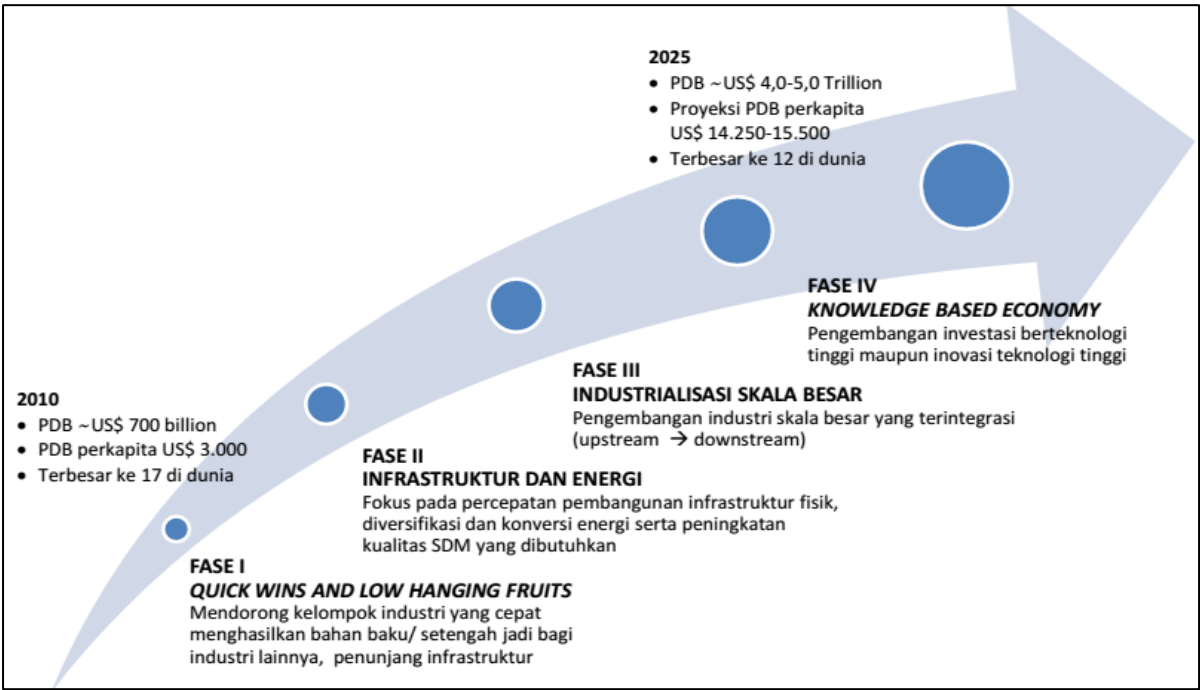 2025
• PDB ~US$ 4,0-5,0 Trillion
• Proyeksi PDB perkapita
US$ 14.250-15.500
• Terbesar ke 12 di dunia
FASE IV
KNOWLEDGE BASED ECONOMY
Pengembangan investasi berteknologi
tinggi maupun inovasi teknologi tinggi
FASE III
INDUSTRIALISASI SKALA BESAR
Pengembangan industri skala besar yang terintegrasi
(upstream → downstream)
2010
• PDB ~US$ 700 billion
• PDB perkapita US$ 3.000
• Terbesar ke 17 di dunia
FASE II
INFRASTRUKTUR DAN ENERGI
Fokus pada percepatan pembangunan infrastruktur fisik,
diversifikasi dan konversi energi serta peningkatan
kualitas SDM yang dibutuhkan
FASE I
QUICK WINS AND LOW HANGING FRUITS
Mendorong kelompok industri yang cepat
menghasilkan bahan baku/ setengah jadi bagi
industri lainnya, penunjang infrastruktur